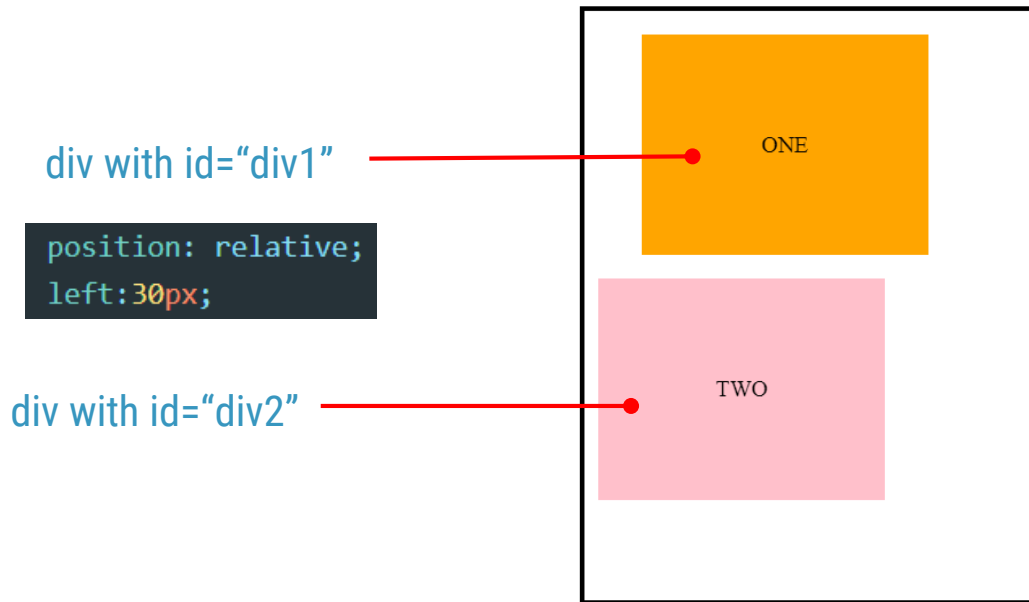 div with id=“div1”
position: relative;
left:30px;
div with id=“div2”
ONE
TWO